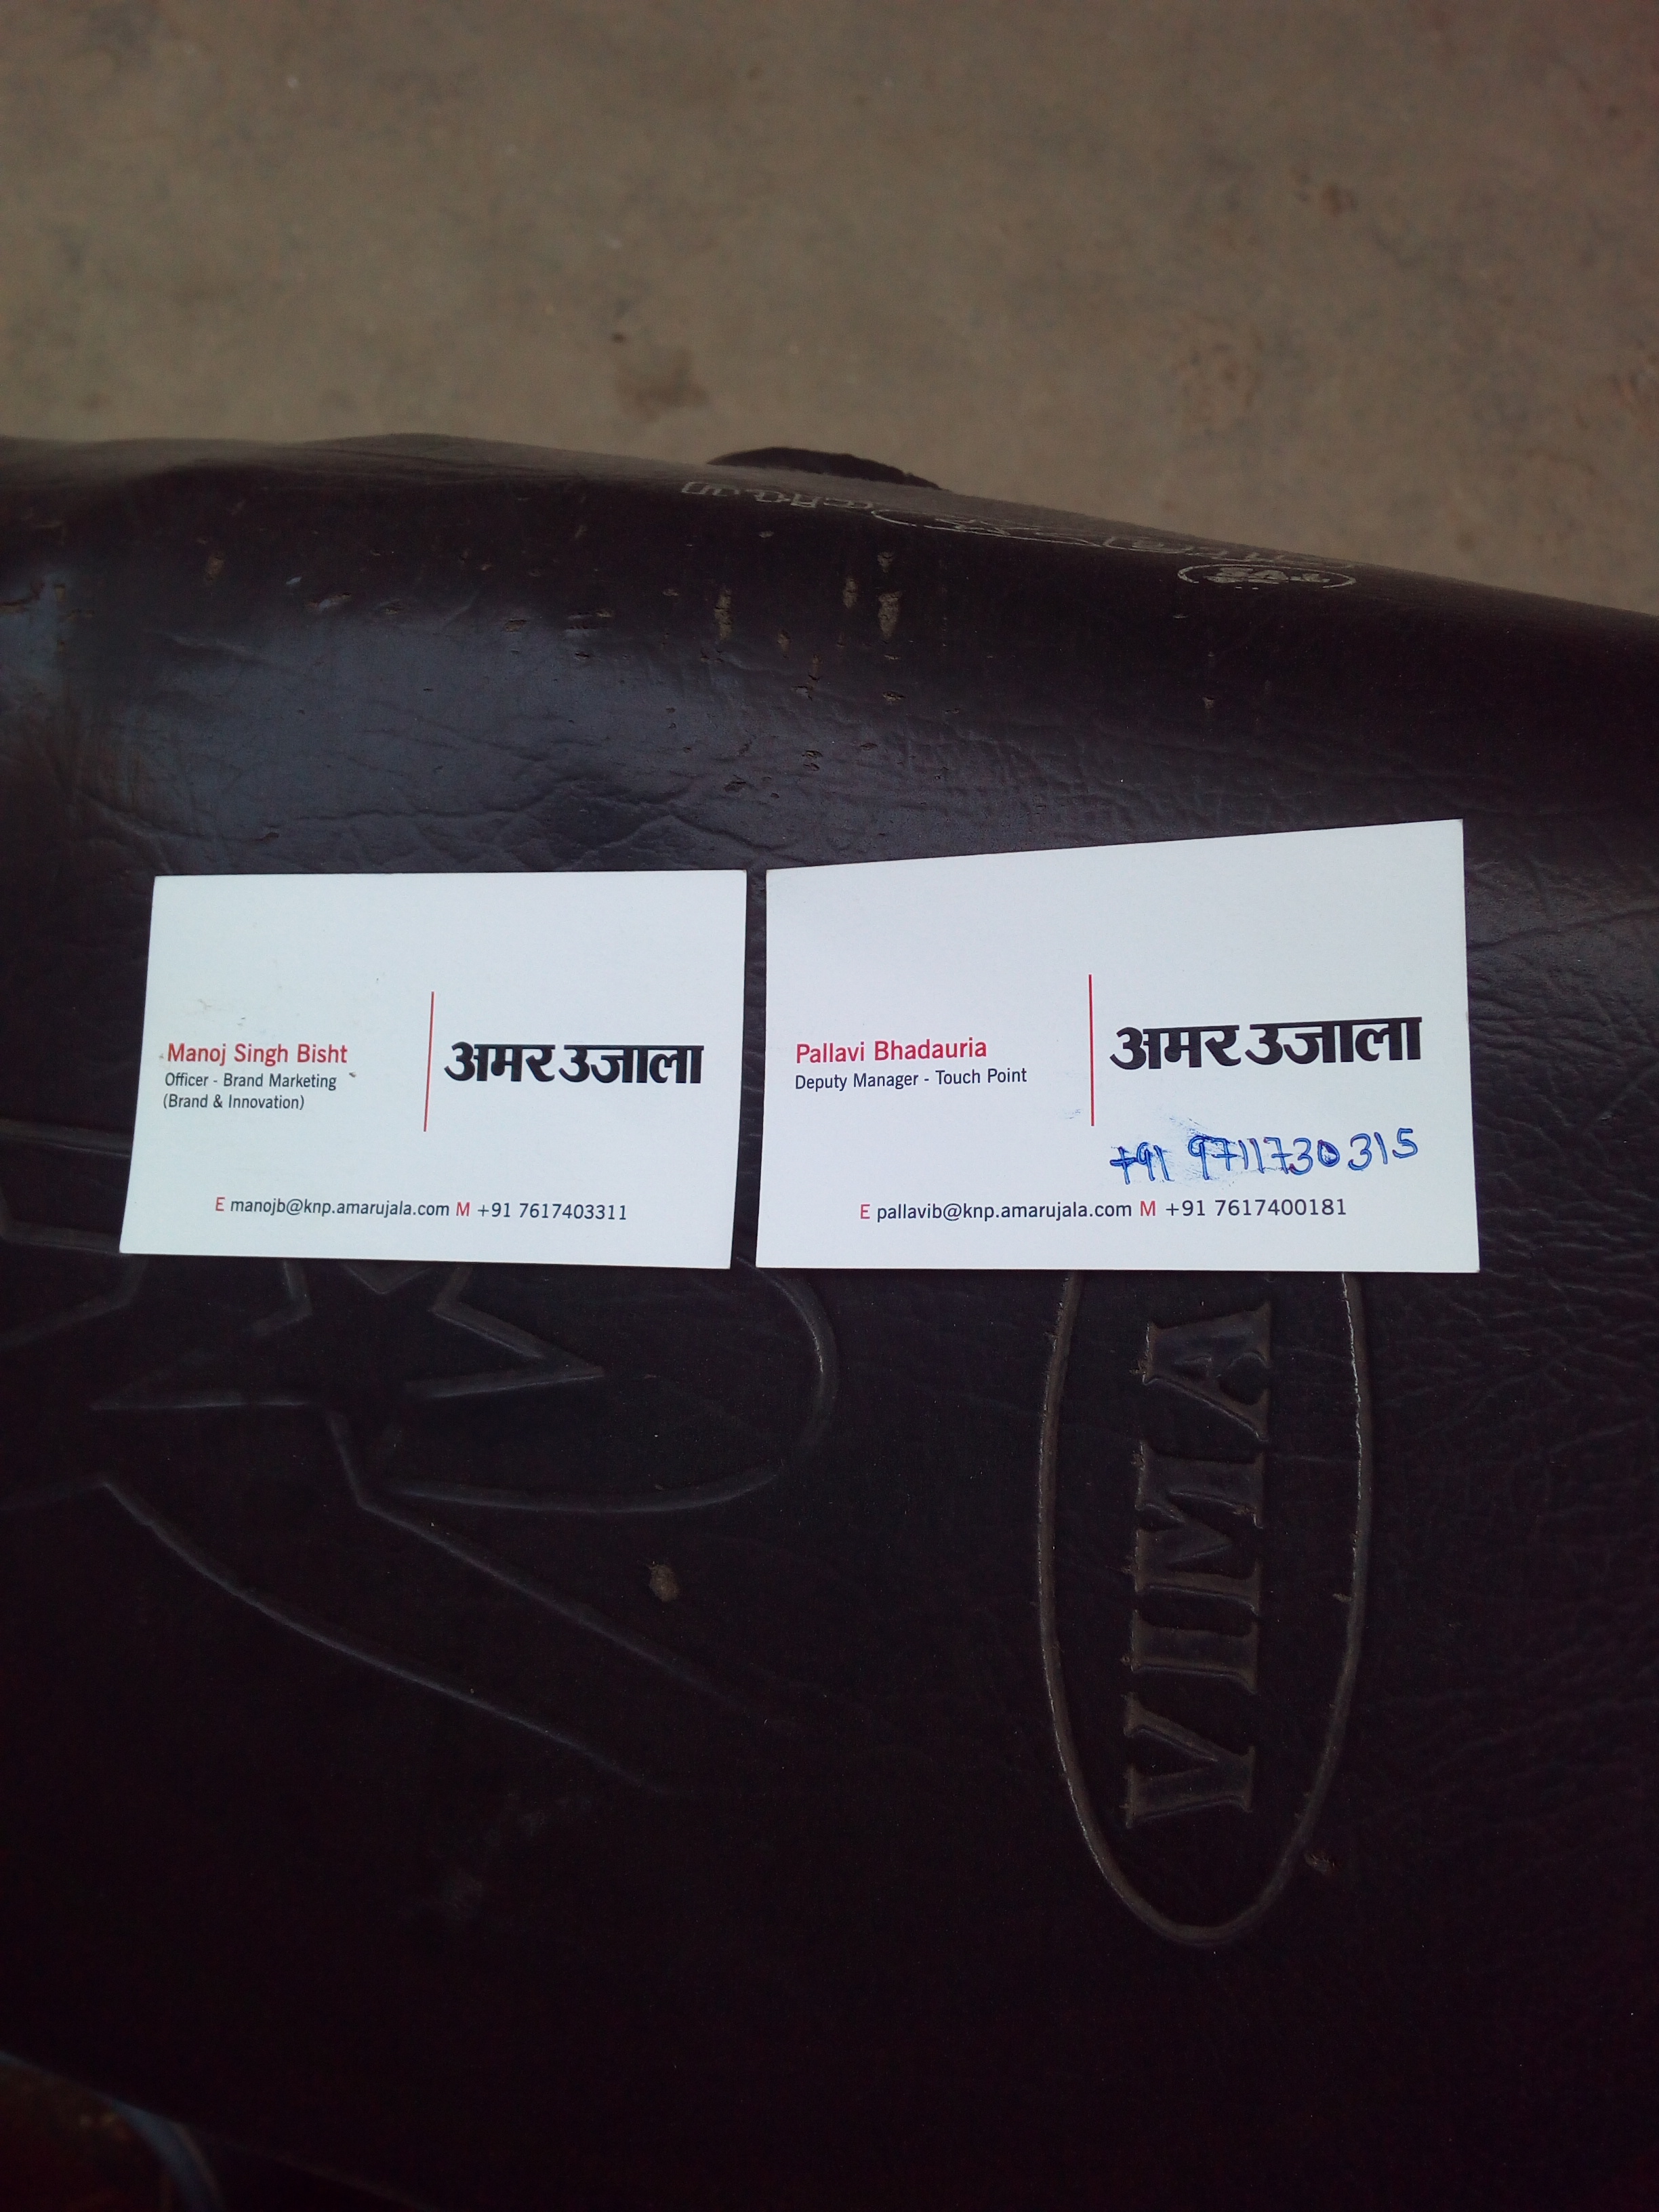 Manoj Singh Bisht
Officer - Brand Marketing
(Brand & Innovation)
अमर उजाला
E manojb@knp.amarujala.com M +91 7617403311
Pallavi Bhadauria
Deputy Manager - Touch Point
अमर उजाला
+91 9711730315
E pallavib@knp.amarujala.com M +91 7617400181
VIMA